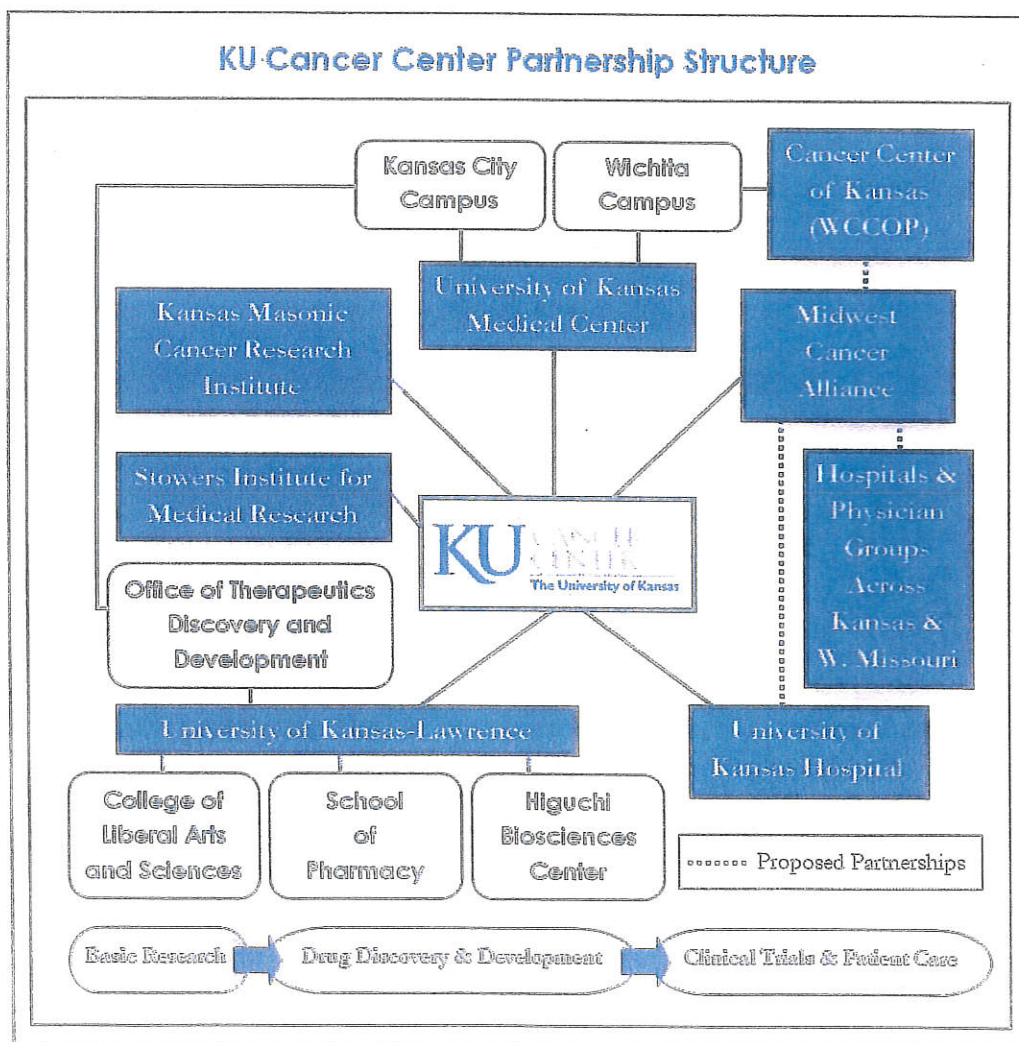 KU Cancer Center Partnership Structure
Kansas City
Campus
Wichita
Campus
Cancer Center
of Kansas
(WCCOP)
University of Kansas
Medical Center
Kansas Masonic
Cancer Research
Institute
Midwest
Cancer
Alliance
Stowers Institute for
Medical Research
Hospitals &
Physician
Groups
Across
Kansas &
W. Missouri
KU CANCER
CENTER
The University of Kansas
Office of Therapeutics
Discovery and
Development
University of Kansas-Lawrence
University of
Kansas Hospital
College of
Liberal Arts
and Sciences
School
of
Pharmacy
Higuchi
Biosciences
Center
Proposed Partnerships
Basic Research
Drug Discovery & Development
Clinical Trials & Patient Care